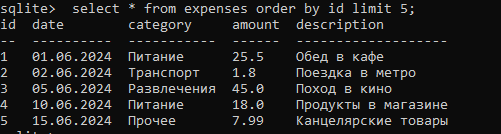 sqlite>  select * from expenses order by id limit 5;
id  date        category     amount  description
--  ----------  -----------  ------  -------------------
1   01.06.2024  Питание      25.5    Обед в кафе
2   02.06.2024  Транспорт    1.8     Поездка в метро
3   05.06.2024  Развлечения  45.0    Поход в кино
4   10.06.2024  Питание      18.0    Продукты в магазине
5   15.06.2024  Прочее       7.99    Канцелярские товары